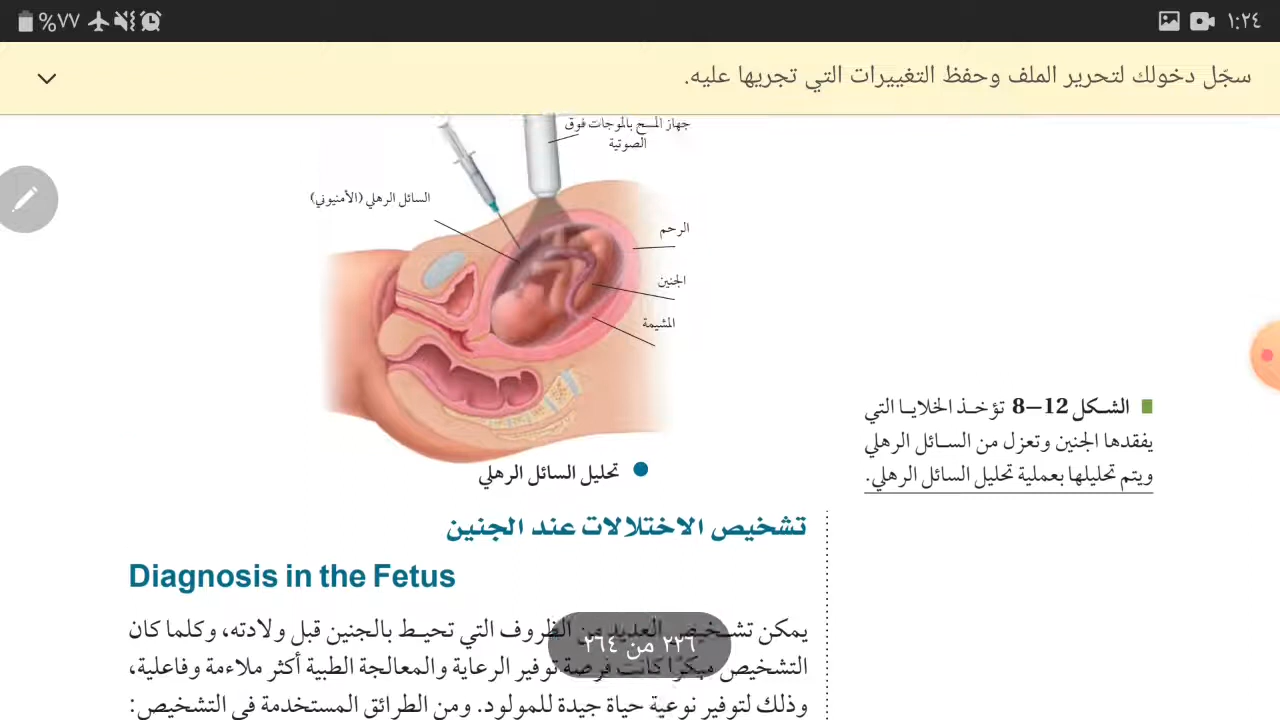 ٧٧% ١:٢٤
سجّل دخولك لتحرير الملف وحفظ التغييرات التي تجريها عليه.
جهاز المسح بالموجات فوق
الصوتية
السائل الرهلي (الأمنيوني)
الرحم
الجنين
المشيمة
الشكل 12–8 تؤخذ الخلايا التي
يفقدها الجنين وتعزل من السائل الرهلي
ويتم تحليلها بعملية تحليل السائل الرهلي.
تحليل السائل الرهلي
تشخيص الاختلالات عند الجنين
Diagnosis in the Fetus
يمكن تشخيص العديد من الظروف التي تحيط بالجنين قبل ولادته، وكلما كان
التشخيص مبكرًا كانت فرصة توفير الرعاية والمعالجة الطبية أكثر ملاءمة وفاعلية،
٢٢٦ من ٢٦٤
وذلك لتوفير نوعية حياة جيدة للمولود. ومن الطرائق المستخدمة في التشخيص: